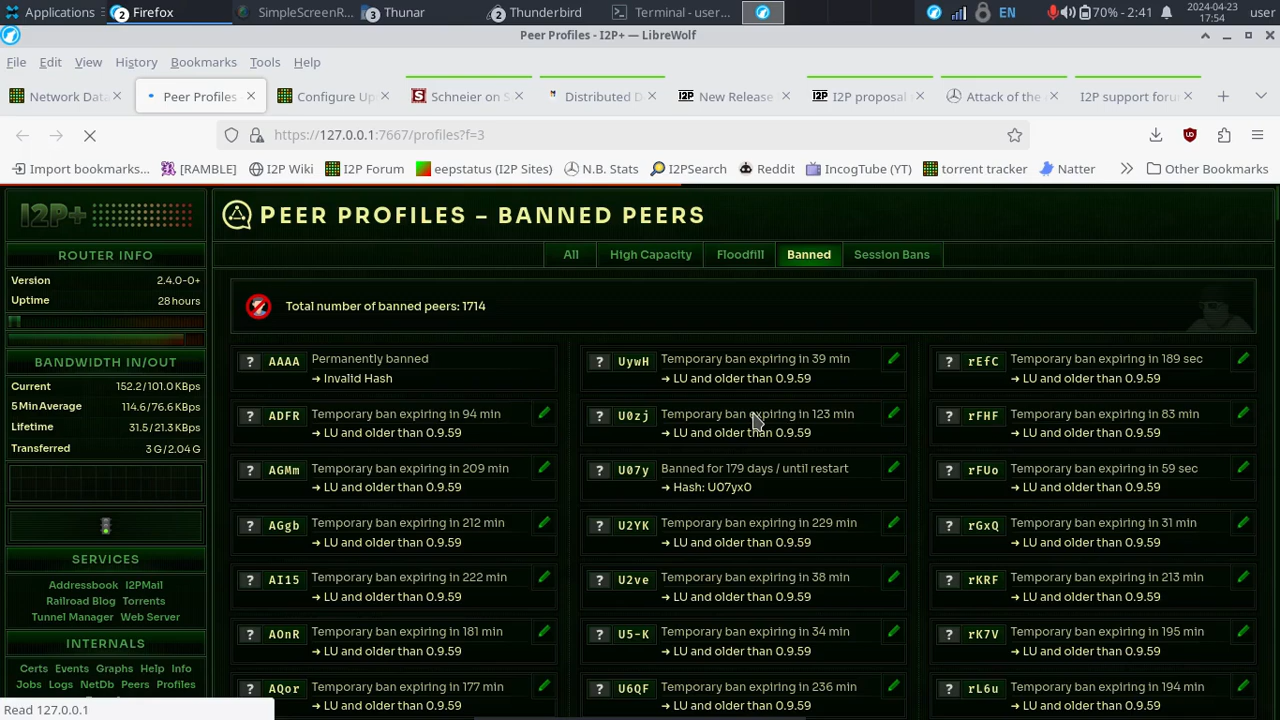 Applications
2 Firefox
SimpleScreenR...
3 Thunar
2 Thunderbird
Terminal - user...
EN
70% - 2:41
2024-04-23
17:54
user
Peer Profiles - I2P+ — LibreWolf
File Edit View History Bookmarks Tools Help
Network Data
Peer Profiles
Configure Up
Schneier on S
Distributed D
New Release
I2P proposal
Attack of the
I2P support foru
https://127.0.0.1:7667/profiles?f=3
Import bookmarks...
[RAMBLE]
I2P Wiki
I2P Forum
eepstatus (I2P Sites)
N.B. Stats
I2PSearch
Reddit
IncogTube (YT)
torrent tracker
Natter
Other Bookmarks
I2P+
ROUTER INFO
Version 2.4.0-0+
Uptime 28 hours
BANDWIDTH IN/OUT
Current 152.2/101.0 KBps
5 Min Average 114.6/76.6 KBps
Lifetime 31.5/21.3 KBps
Transferred 3 G/2.04 G
SERVICES
Addressbook I2PMail
Railroad Blog Torrents
Tunnel Manager Web Server
INTERNALS
Certs Events Graphs Help Info
Jobs Logs NetDb Peers Profiles
PEER PROFILES – BANNED PEERS
All High Capacity Floodfill Banned Session Bans
Total number of banned peers: 1714
? AAAA Permanently banned
➜ Invalid Hash
? ADFR Temporary ban expiring in 94 min
➜ LU and older than 0.9.59
? AGMm Temporary ban expiring in 209 min
➜ LU and older than 0.9.59
? AGgb Temporary ban expiring in 212 min
➜ LU and older than 0.9.59
? AI15 Temporary ban expiring in 222 min
➜ LU and older than 0.9.59
? AOnR Temporary ban expiring in 181 min
➜ LU and older than 0.9.59
? AQor Temporary ban expiring in 177 min
➜ LU and older than 0.9.59
? UywH Temporary ban expiring in 39 min
➜ LU and older than 0.9.59
? U0zj Temporary ban expiring in 123 min
➜ LU and older than 0.9.59
? U07y Banned for 179 days / until restart
➜ Hash: U07yx0
? U2YK Temporary ban expiring in 229 min
➜ LU and older than 0.9.59
? U2ve Temporary ban expiring in 38 min
➜ LU and older than 0.9.59
? U5-K Temporary ban expiring in 34 min
➜ LU and older than 0.9.59
? U6QF Temporary ban expiring in 236 min
➜ LU and older than 0.9.59
? rEfC Temporary ban expiring in 189 sec
➜ LU and older than 0.9.59
? rFHF Temporary ban expiring in 83 min
➜ LU and older than 0.9.59
? rFUo Temporary ban expiring in 59 sec
➜ LU and older than 0.9.59
? rGxQ Temporary ban expiring in 31 min
➜ LU and older than 0.9.59
? rKRF Temporary ban expiring in 213 min
➜ LU and older than 0.9.59
? rK7V Temporary ban expiring in 195 min
➜ LU and older than 0.9.59
? rL6u Temporary ban expiring in 194 min
➜ LU and older than 0.9.59
Read 127.0.0.1